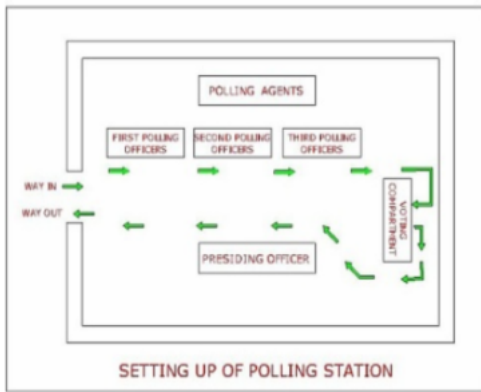 POLLING AGENTS
FIRST POLLING
OFFICERS
SECOND POLLING
OFFICERS
THIRD POLLING
OFFICERS
WAY IN
WAY OUT
VOTING
COMPARTMENT
PRESIDING OFFICER
SETTING UP OF POLLING STATION